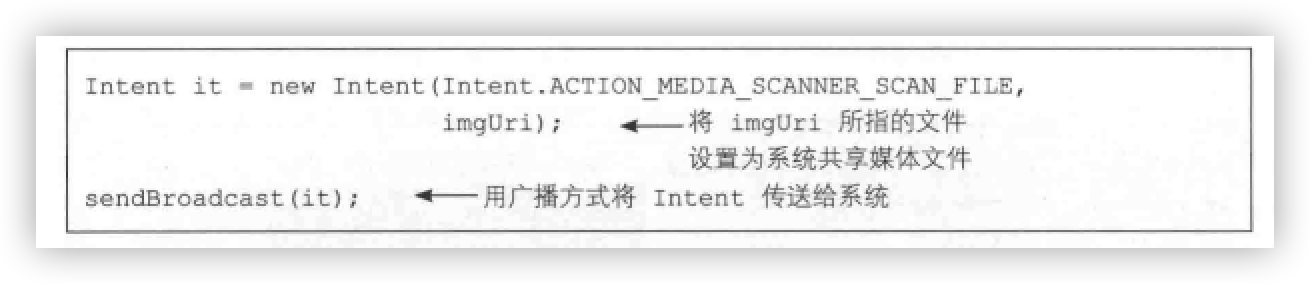 Intent it = new Intent(Intent.ACTION_MEDIA_SCANNER_SCAN_FILE,
imgUri); 将 imgUri 所指的文件
设置为系统共享媒体文件
sendBroadcast(it); 用广播方式将 Intent 传送给系统